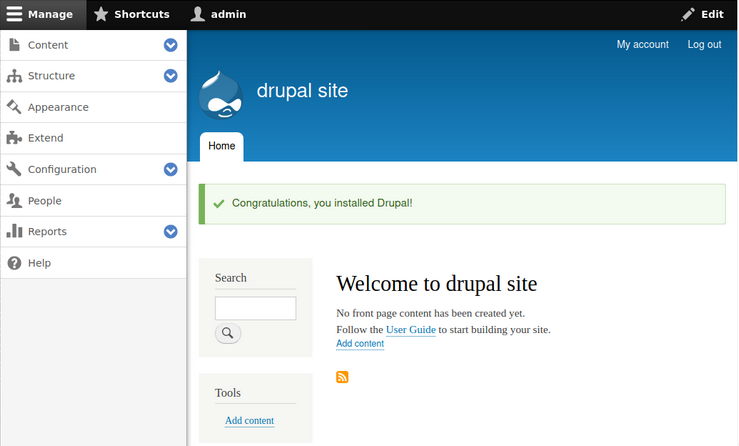 Manage
Shortcuts
admin
Edit
Content
Structure
Appearance
Extend
Configuration
People
Reports
Help
My account
Log out
drupal site
Home
Congratulations, you installed Drupal!
Search
Tools
Add content
Welcome to drupal site
No front page content has been created yet.
Follow the User Guide to start building your site.
Add content